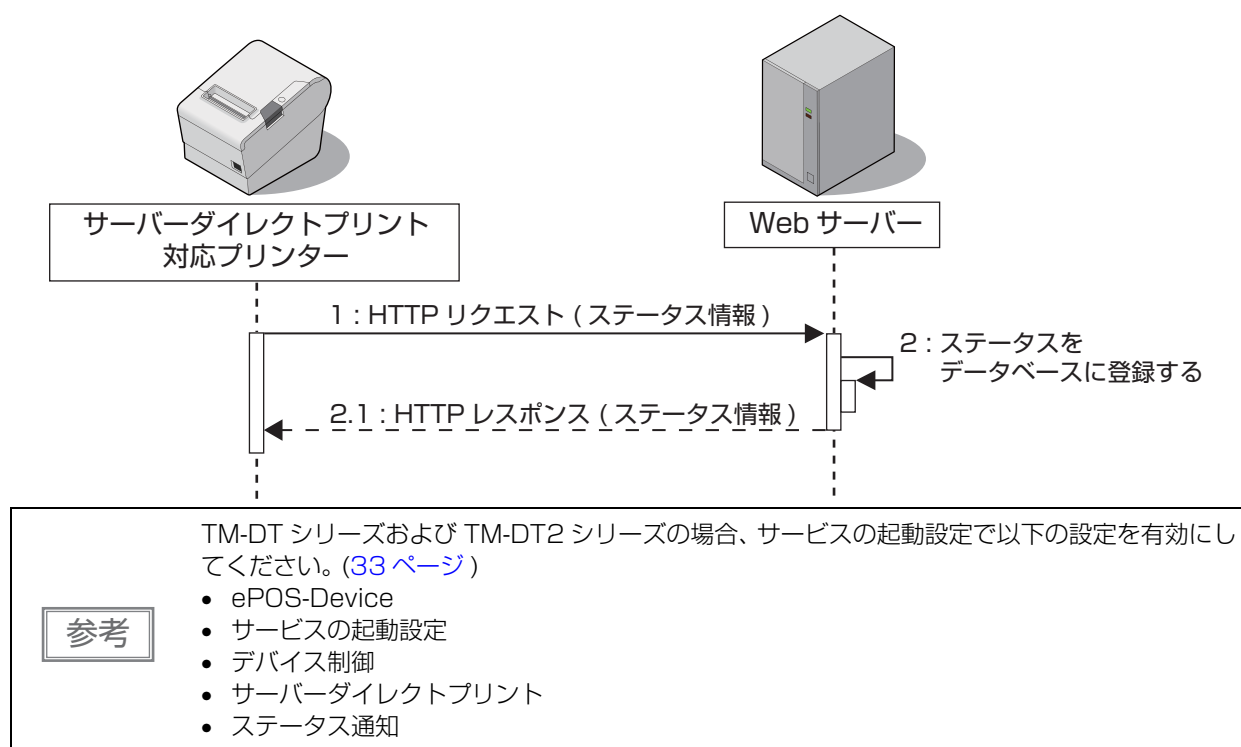 サーバーダイレクトプリント
対応プリンター
Web サーバー
1 : HTTP リクエスト ( ステータス情報 )
2 : ステータスを
データベースに登録する
2.1 : HTTP レスポンス ( ステータス情報 )
参考
TM-DT シリーズおよび TM-DT2 シリーズの場合、サービスの起動設定で以下の設定を有効にし
てください。(33 ページ )
• ePOS-Device
• サービスの起動設定
• デバイス制御
• サーバーダイレクトプリント
• ステータス通知